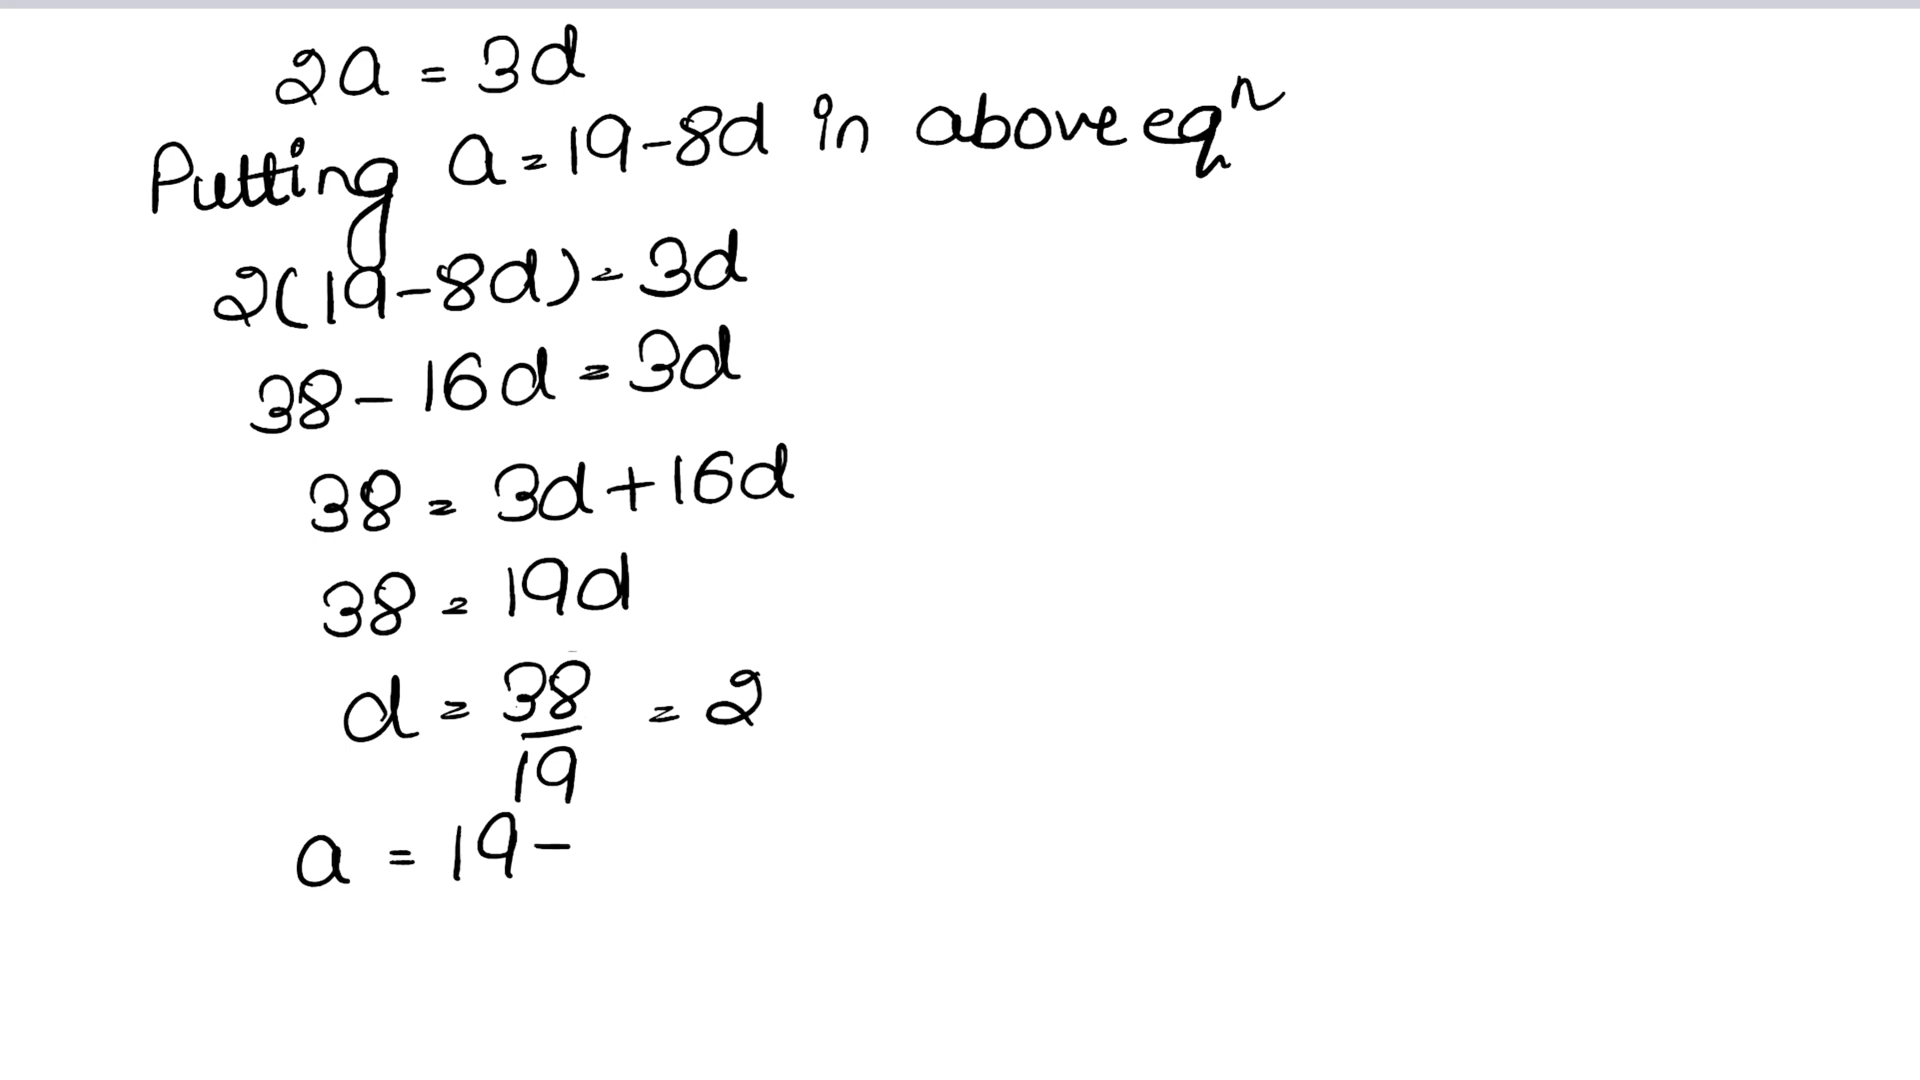 2a = 3d
Putting a = 19 - 8d in above eqⁿ
2(19 - 8d) = 3d
38 - 16d = 3d
38 = 3d + 16d
38 = 19d
d = 38/19 = 2
a = 19 -